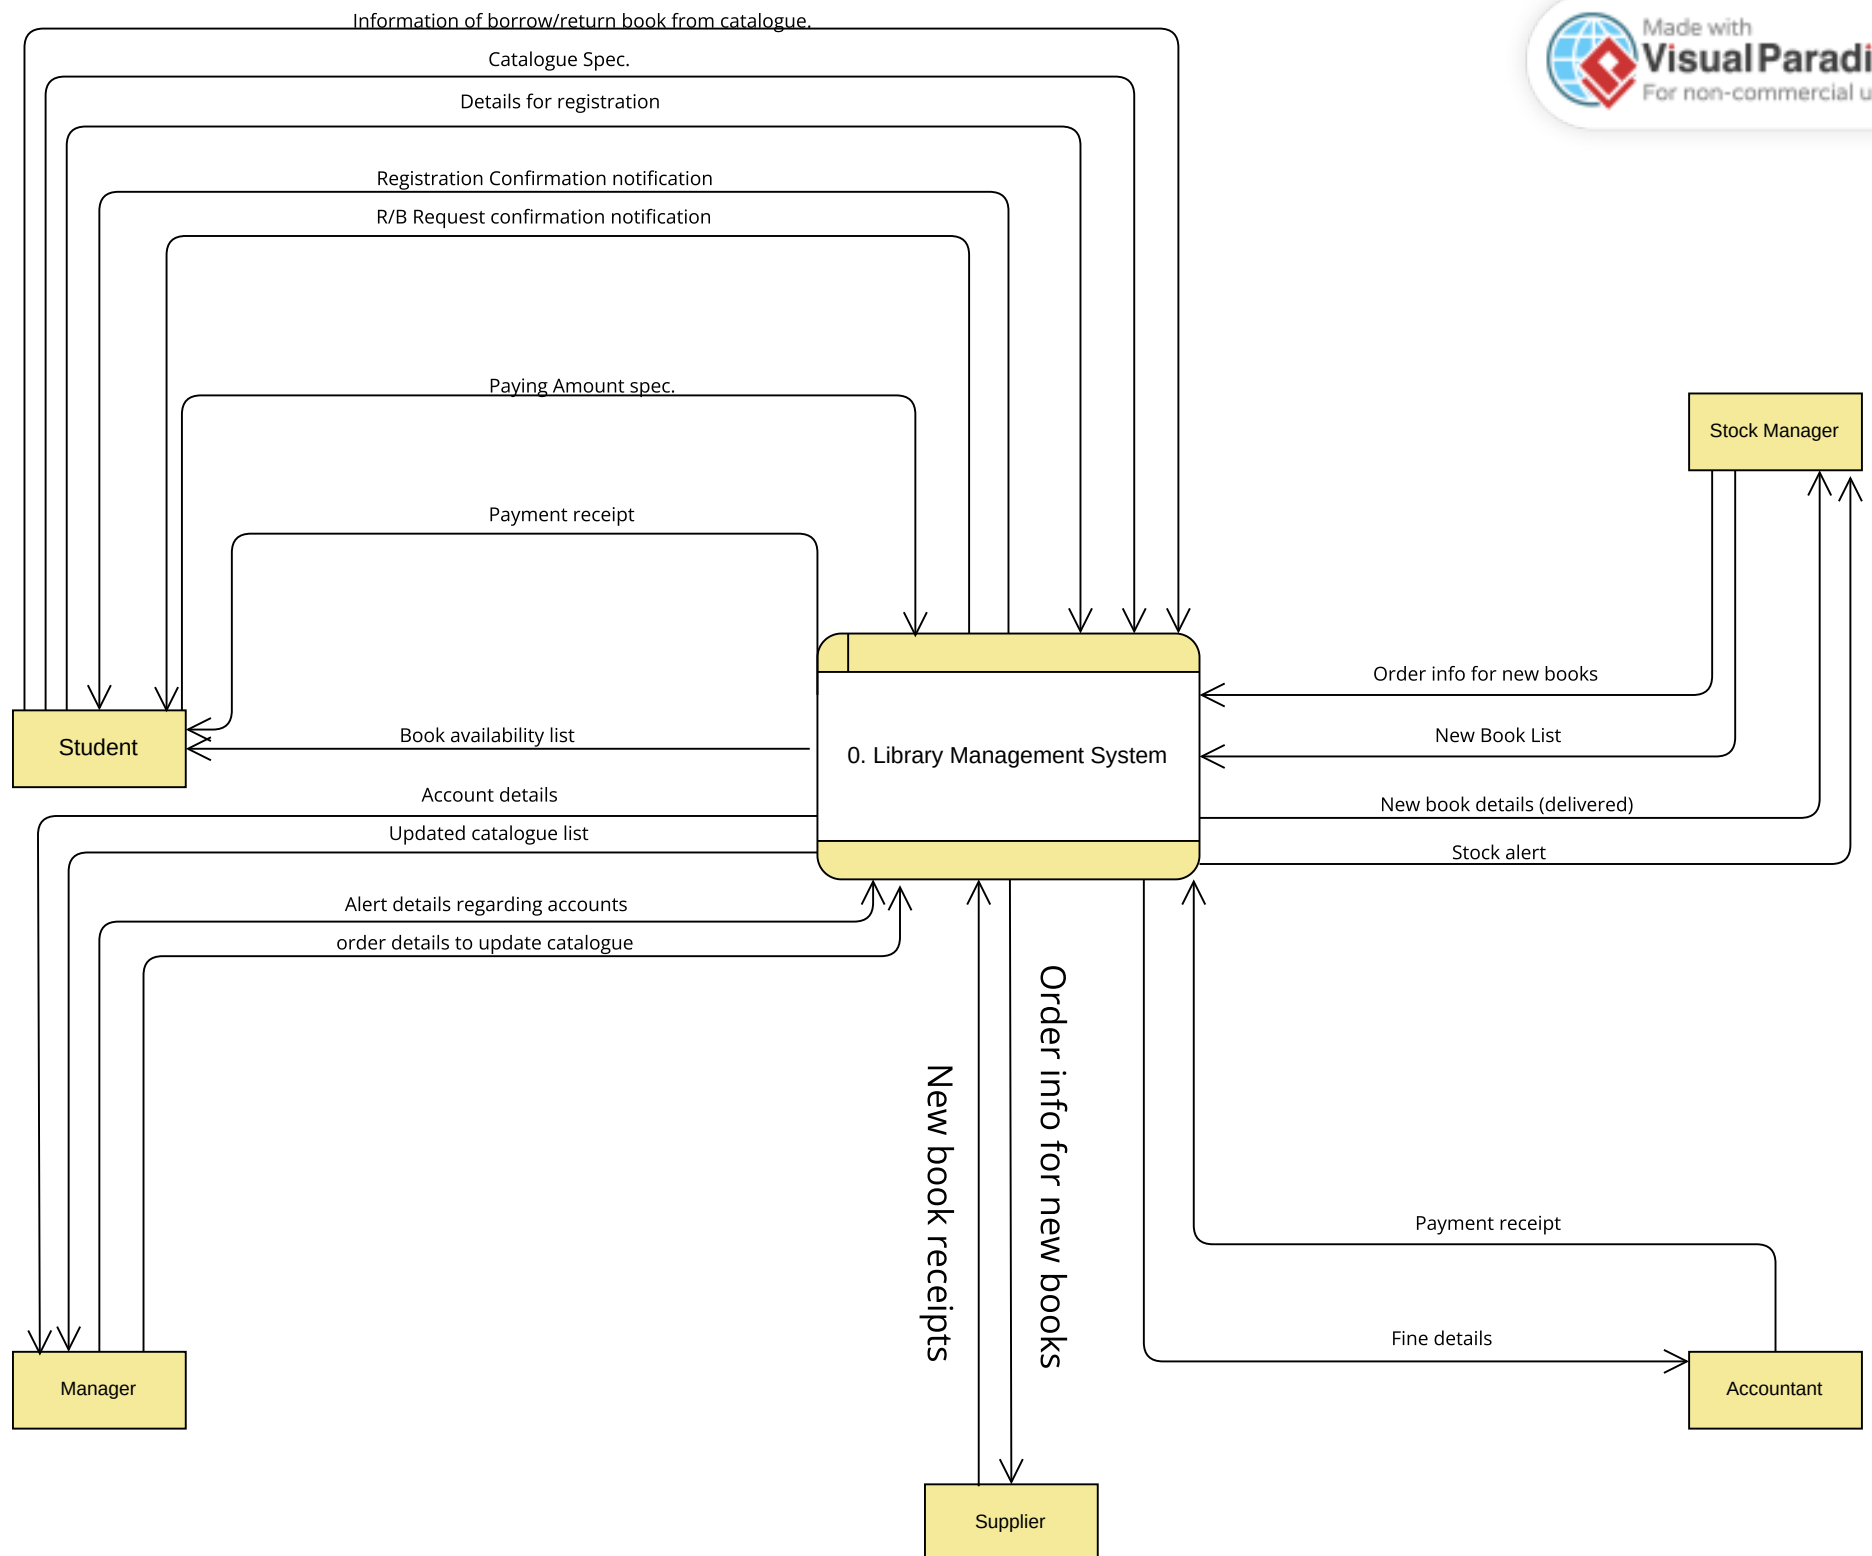 Information of borrow/return book from catalogue.
Made with
Visual Paradi
For non-commercial u
Catalogue Spec.
Details for registration
Registration Confirmation notification
R/B Request confirmation notification
Paying Amount spec.
Stock Manager
Payment receipt
Order info for new books
Student
Book availability list
0. Library Management System
New Book List
Account details
New book details (delivered)
Updated catalogue list
Stock alert
Alert details regarding accounts
order details to update catalogue
Order info for new books
New book receipts
Payment receipt
Fine details
Manager
Accountant
Supplier